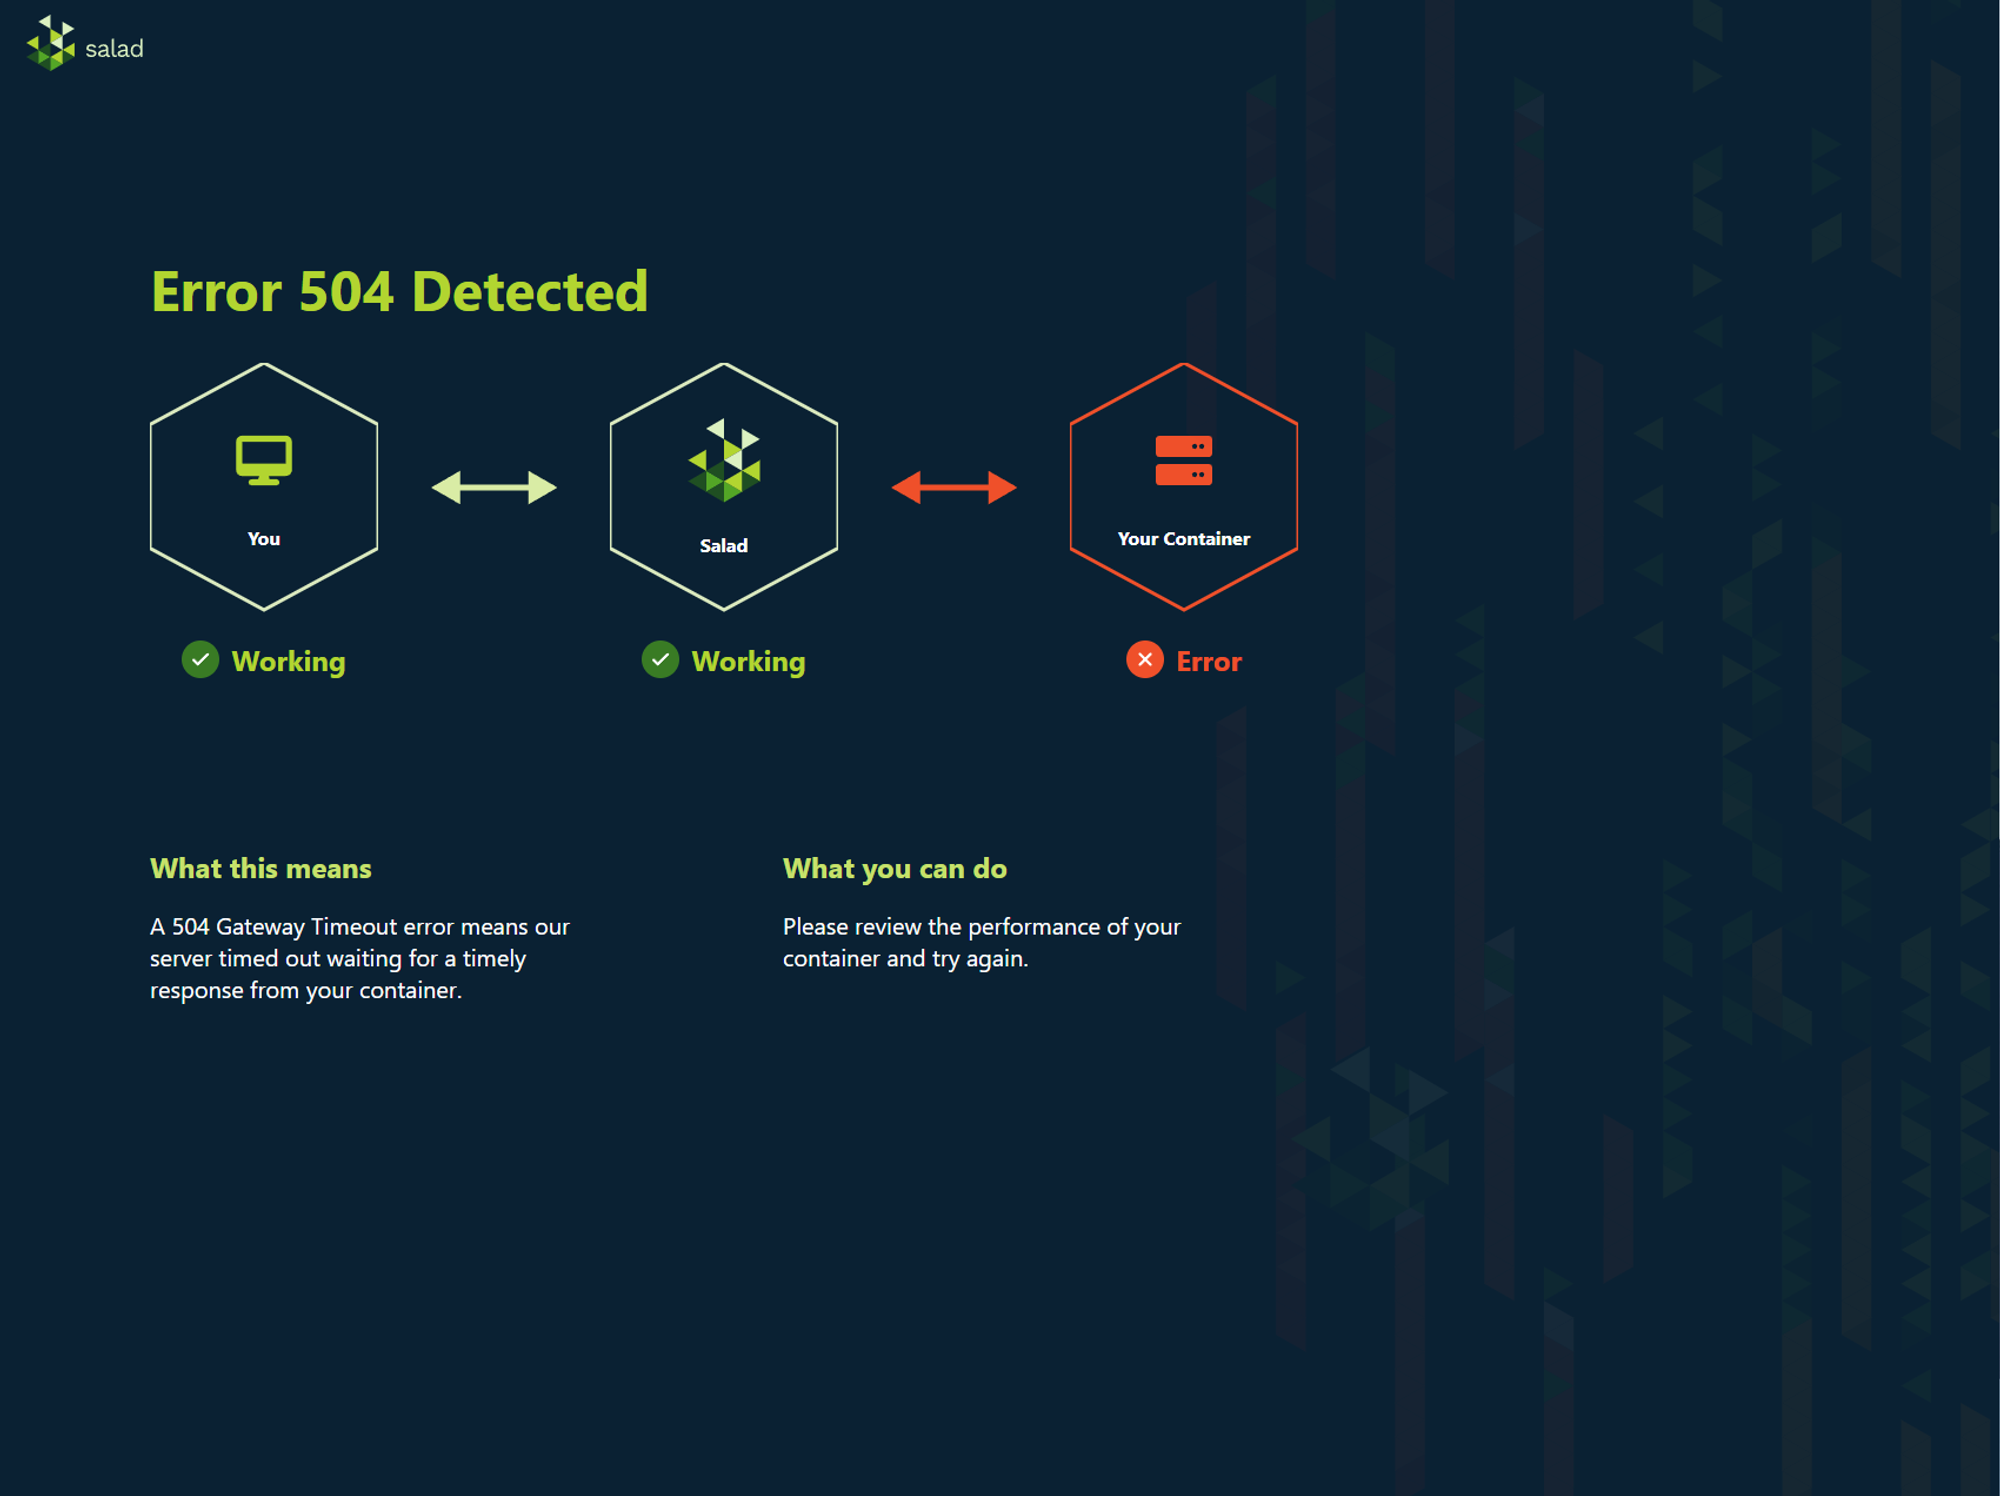 salad
Error 504 Detected
You
Salad
Your Container
Working
Working
Error
What this means
A 504 Gateway Timeout error means our
server timed out waiting for a timely
response from your container.
What you can do
Please review the performance of your
container and try again.